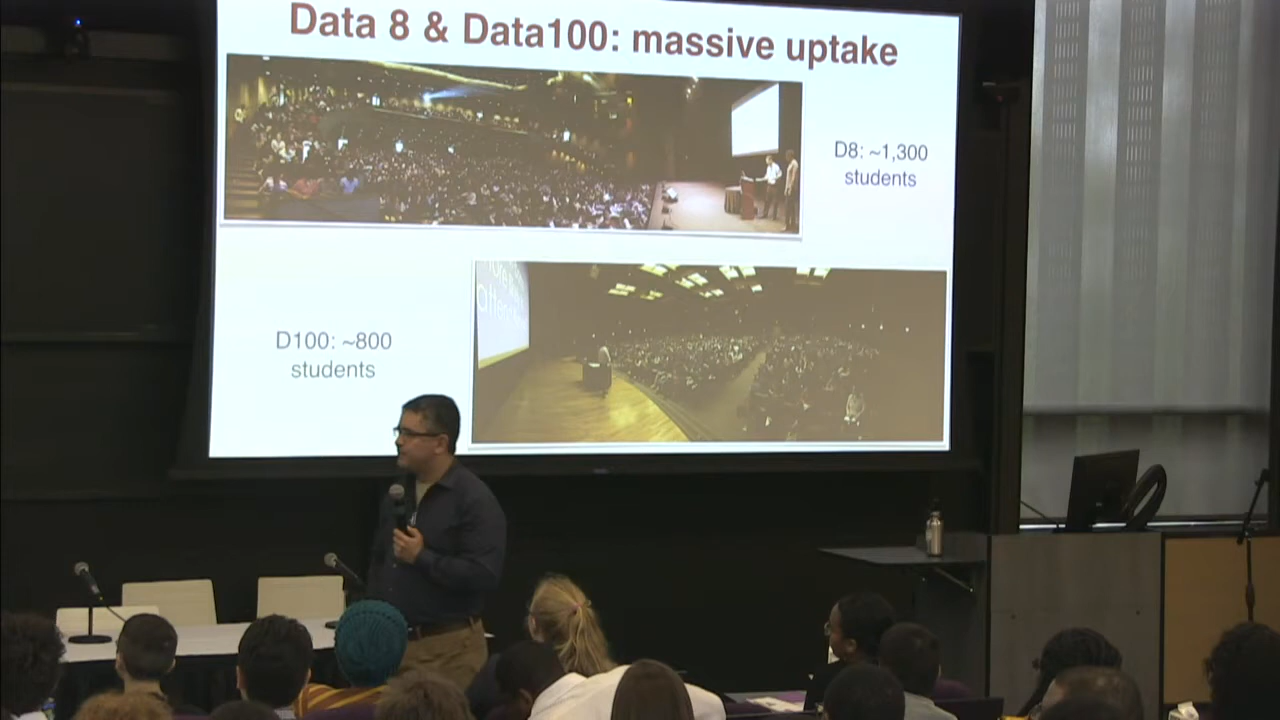 Data 8 & Data100: massive uptake
D8: ~1,300
students
D100: ~800
students